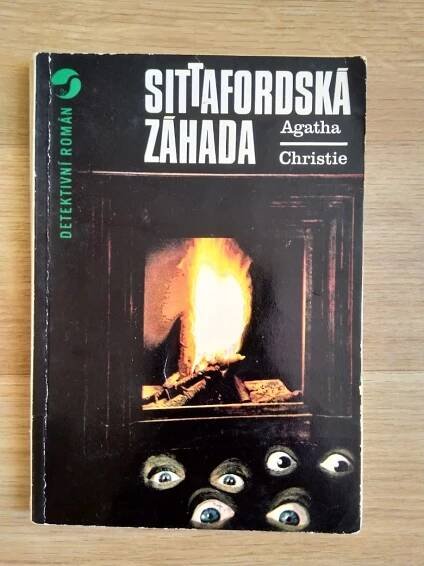 SITTAFORDSKÁ
ZÁHADA
Agatha
Christie
DETEKTIVNÍ ROMÁN